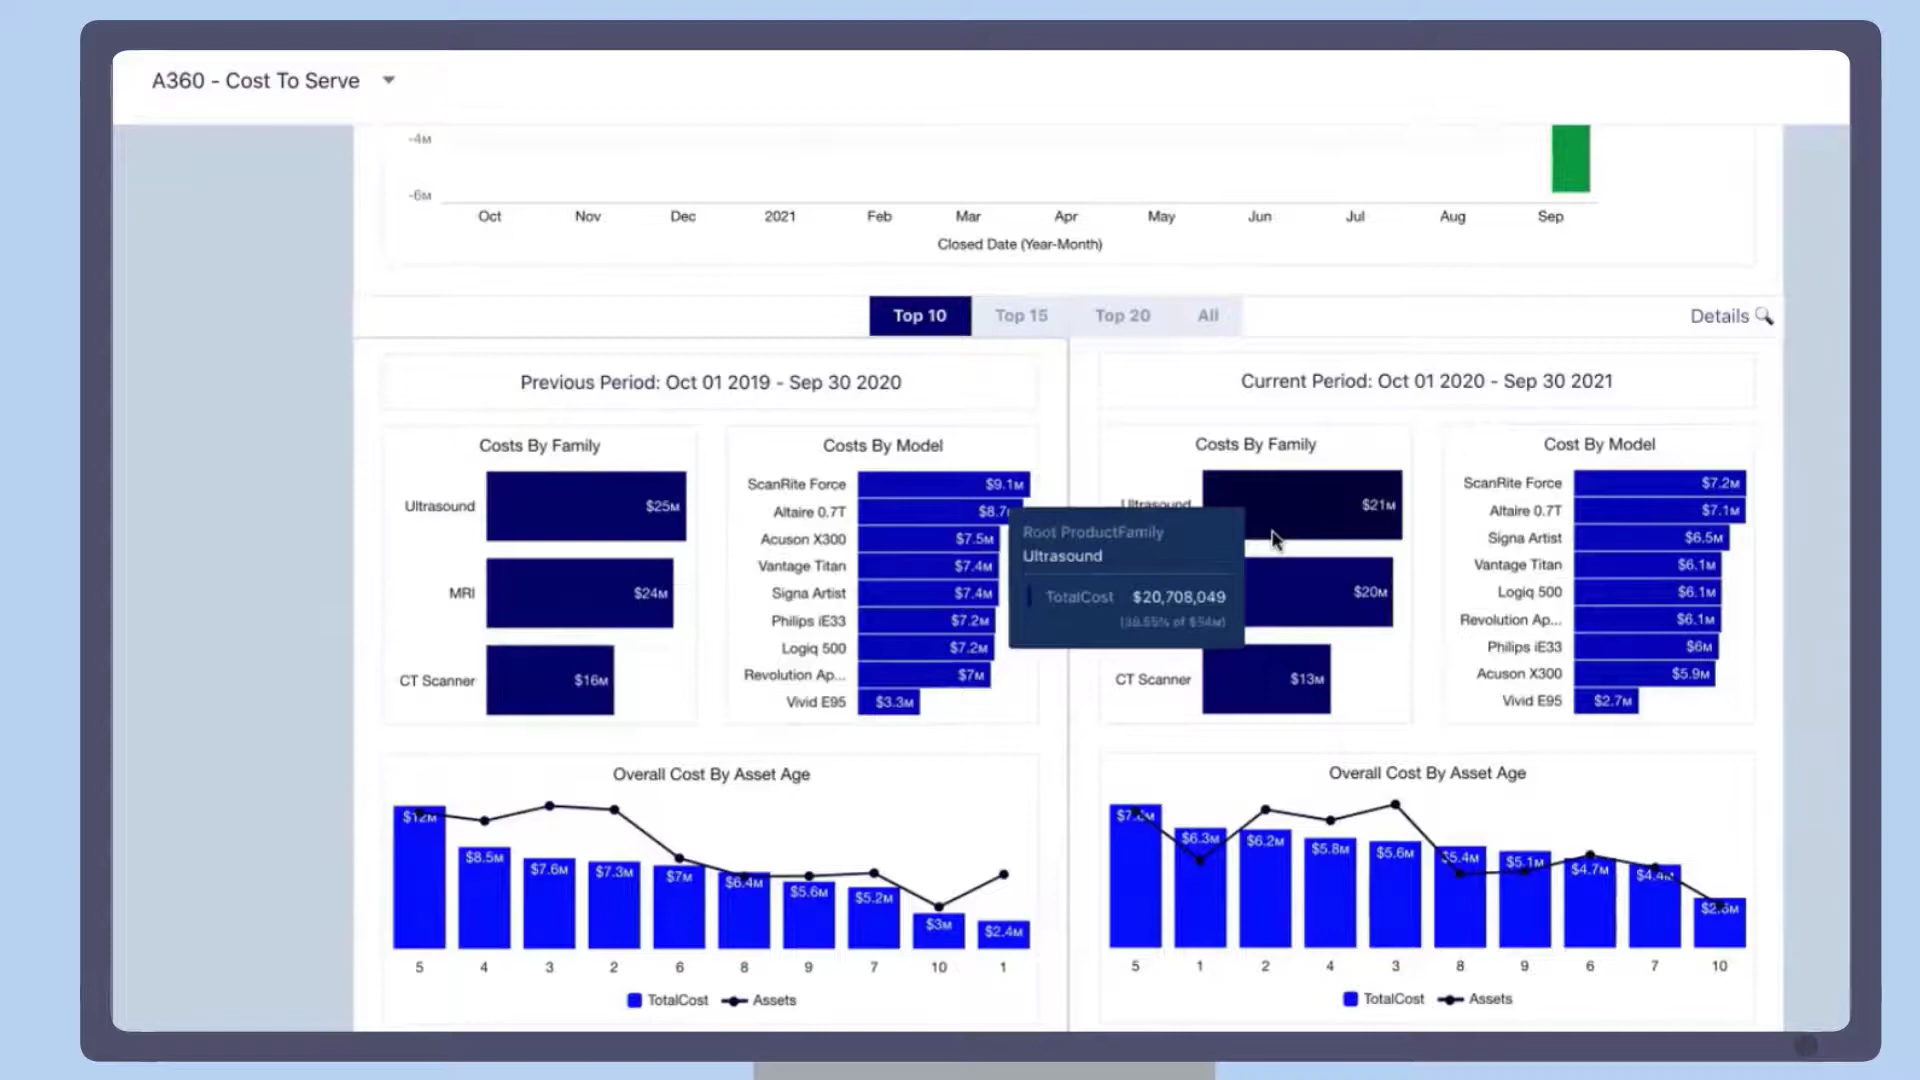 A360 - Cost To Serve
-4M
-6M
Oct Nov Dec 2021 Feb Mar Apr May Jun Jul Aug Sep
Closed Date (Year-Month)
Top 10 Top 15 Top 20 All
Details
Previous Period: Oct 01 2019 - Sep 30 2020
Costs By Family
Ultrasound $25M
MRI $24M
CT Scanner $16M
Costs By Model
ScanRite Force $9.1M
Altaire 0.7T $8.7
Acuson X300 $7.5M
Vantage Titan $7.4M
Signa Artist $7.4M
Philips iE33 $7.2M
Logiq 500 $7.2M
Revolution Ap... $7M
Vivid E95 $3.3M
Overall Cost By Asset Age
$12M $8.5M $7.6M $7.3M $7M $6.4M $5.6M $5.2M $3M $2.4M
5 4 3 2 6 8 9 7 10 1
TotalCost Assets
Current Period: Oct 01 2020 - Sep 30 2021
Costs By Family
Ultrasound $21M
$20M
CT Scanner $13M
Root ProductFamily
Ultrasound
TotalCost $20,708,049
(38.55% of $54M)
Cost By Model
ScanRite Force $7.2M
Altaire 0.7T $7.1M
Signa Artist $6.5M
Vantage Titan $6.1M
Logiq 500 $6.1M
Revolution Ap... $6.1M
Philips iE33 $6M
Acuson X300 $5.9M
Vivid E95 $2.7M
Overall Cost By Asset Age
$6.3M $6.2M $5.8M $5.6M $5.4M $5.1M $4.7M $4.4M
5 1 2 4 3 8 9 6 7 10
TotalCost Assets